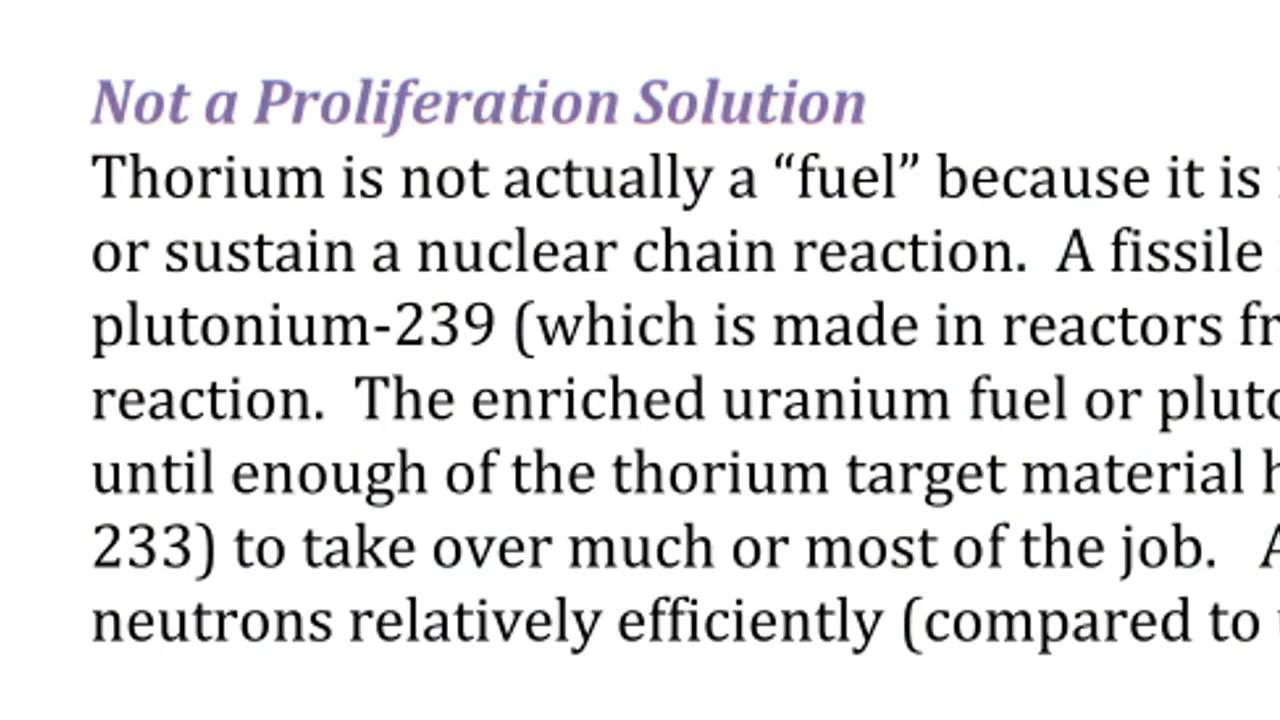 Not a Proliferation Solution
Thorium is not actually a “fuel” because it is
or sustain a nuclear chain reaction.  A fissile
plutonium-239 (which is made in reactors
reaction.  The enriched uranium fuel or
until enough of the thorium target material
233) to take over much or most of the job.
neutrons relatively efficiently (compared to